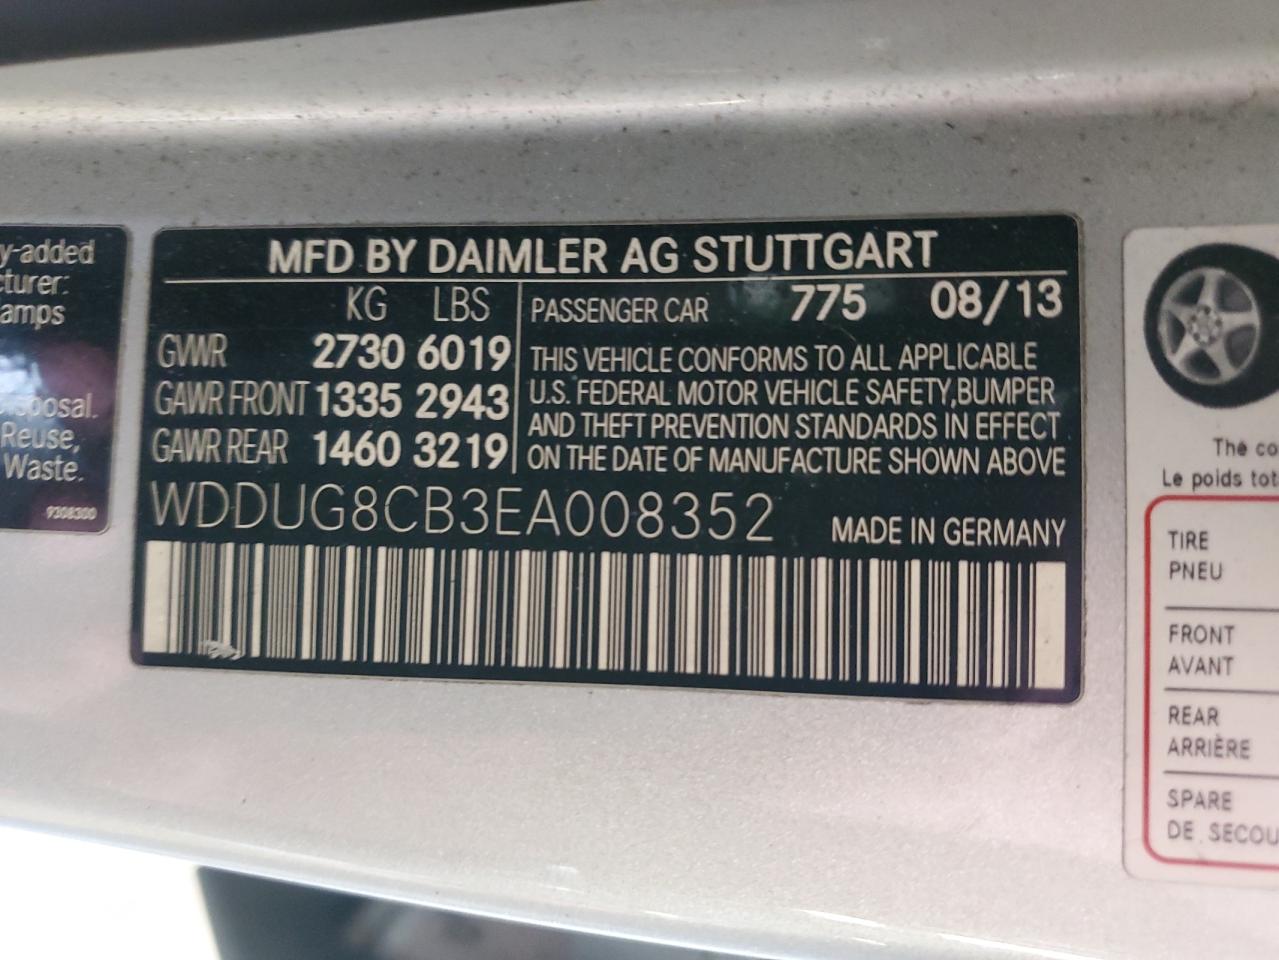 y-added
cturer:
amps
isposal.
Reuse,
Waste.
9308300
MFD BY DAIMLER AG STUTTGART
KG LBS
GVWR 2730 6019
GAWR FRONT 1335 2943
GAWR REAR 1460 3219
PASSENGER CAR 775 08/13
THIS VEHICLE CONFORMS TO ALL APPLICABLE
U.S. FEDERAL MOTOR VEHICLE SAFETY,BUMPER
AND THEFT PREVENTION STANDARDS IN EFFECT
ON THE DATE OF MANUFACTURE SHOWN ABOVE
WDDUG8CB3EA008352 MADE IN GERMANY
The co
Le poids tot
TIRE
PNEU
FRONT
AVANT
REAR
ARRIÈRE
SPARE
DE SECOU